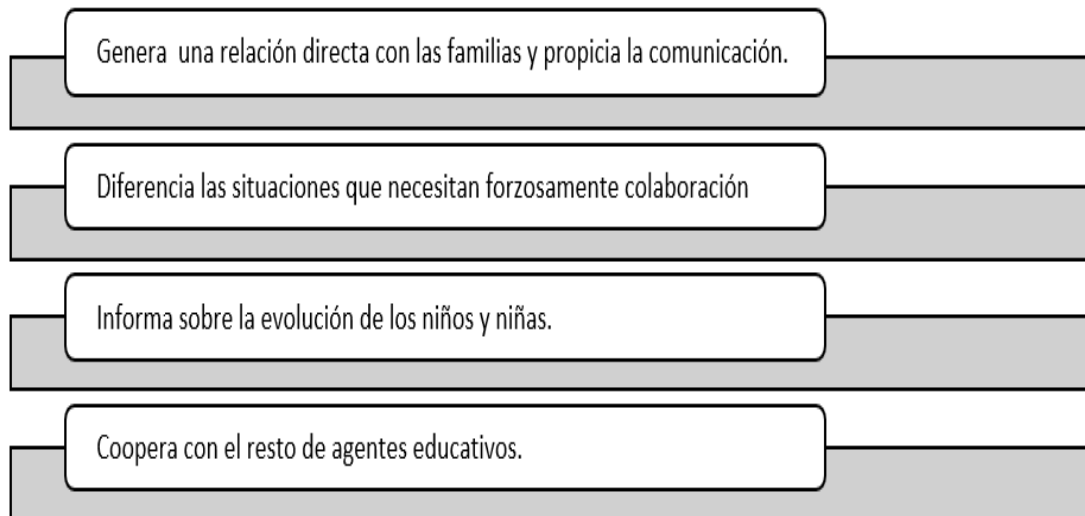 Genera una relación directa con las familias y propicia la comunicación.
Diferencia las situaciones que necesitan forzosamente colaboración
Informa sobre la evolución de los niños y niñas.
Coopera con el resto de agentes educativos.